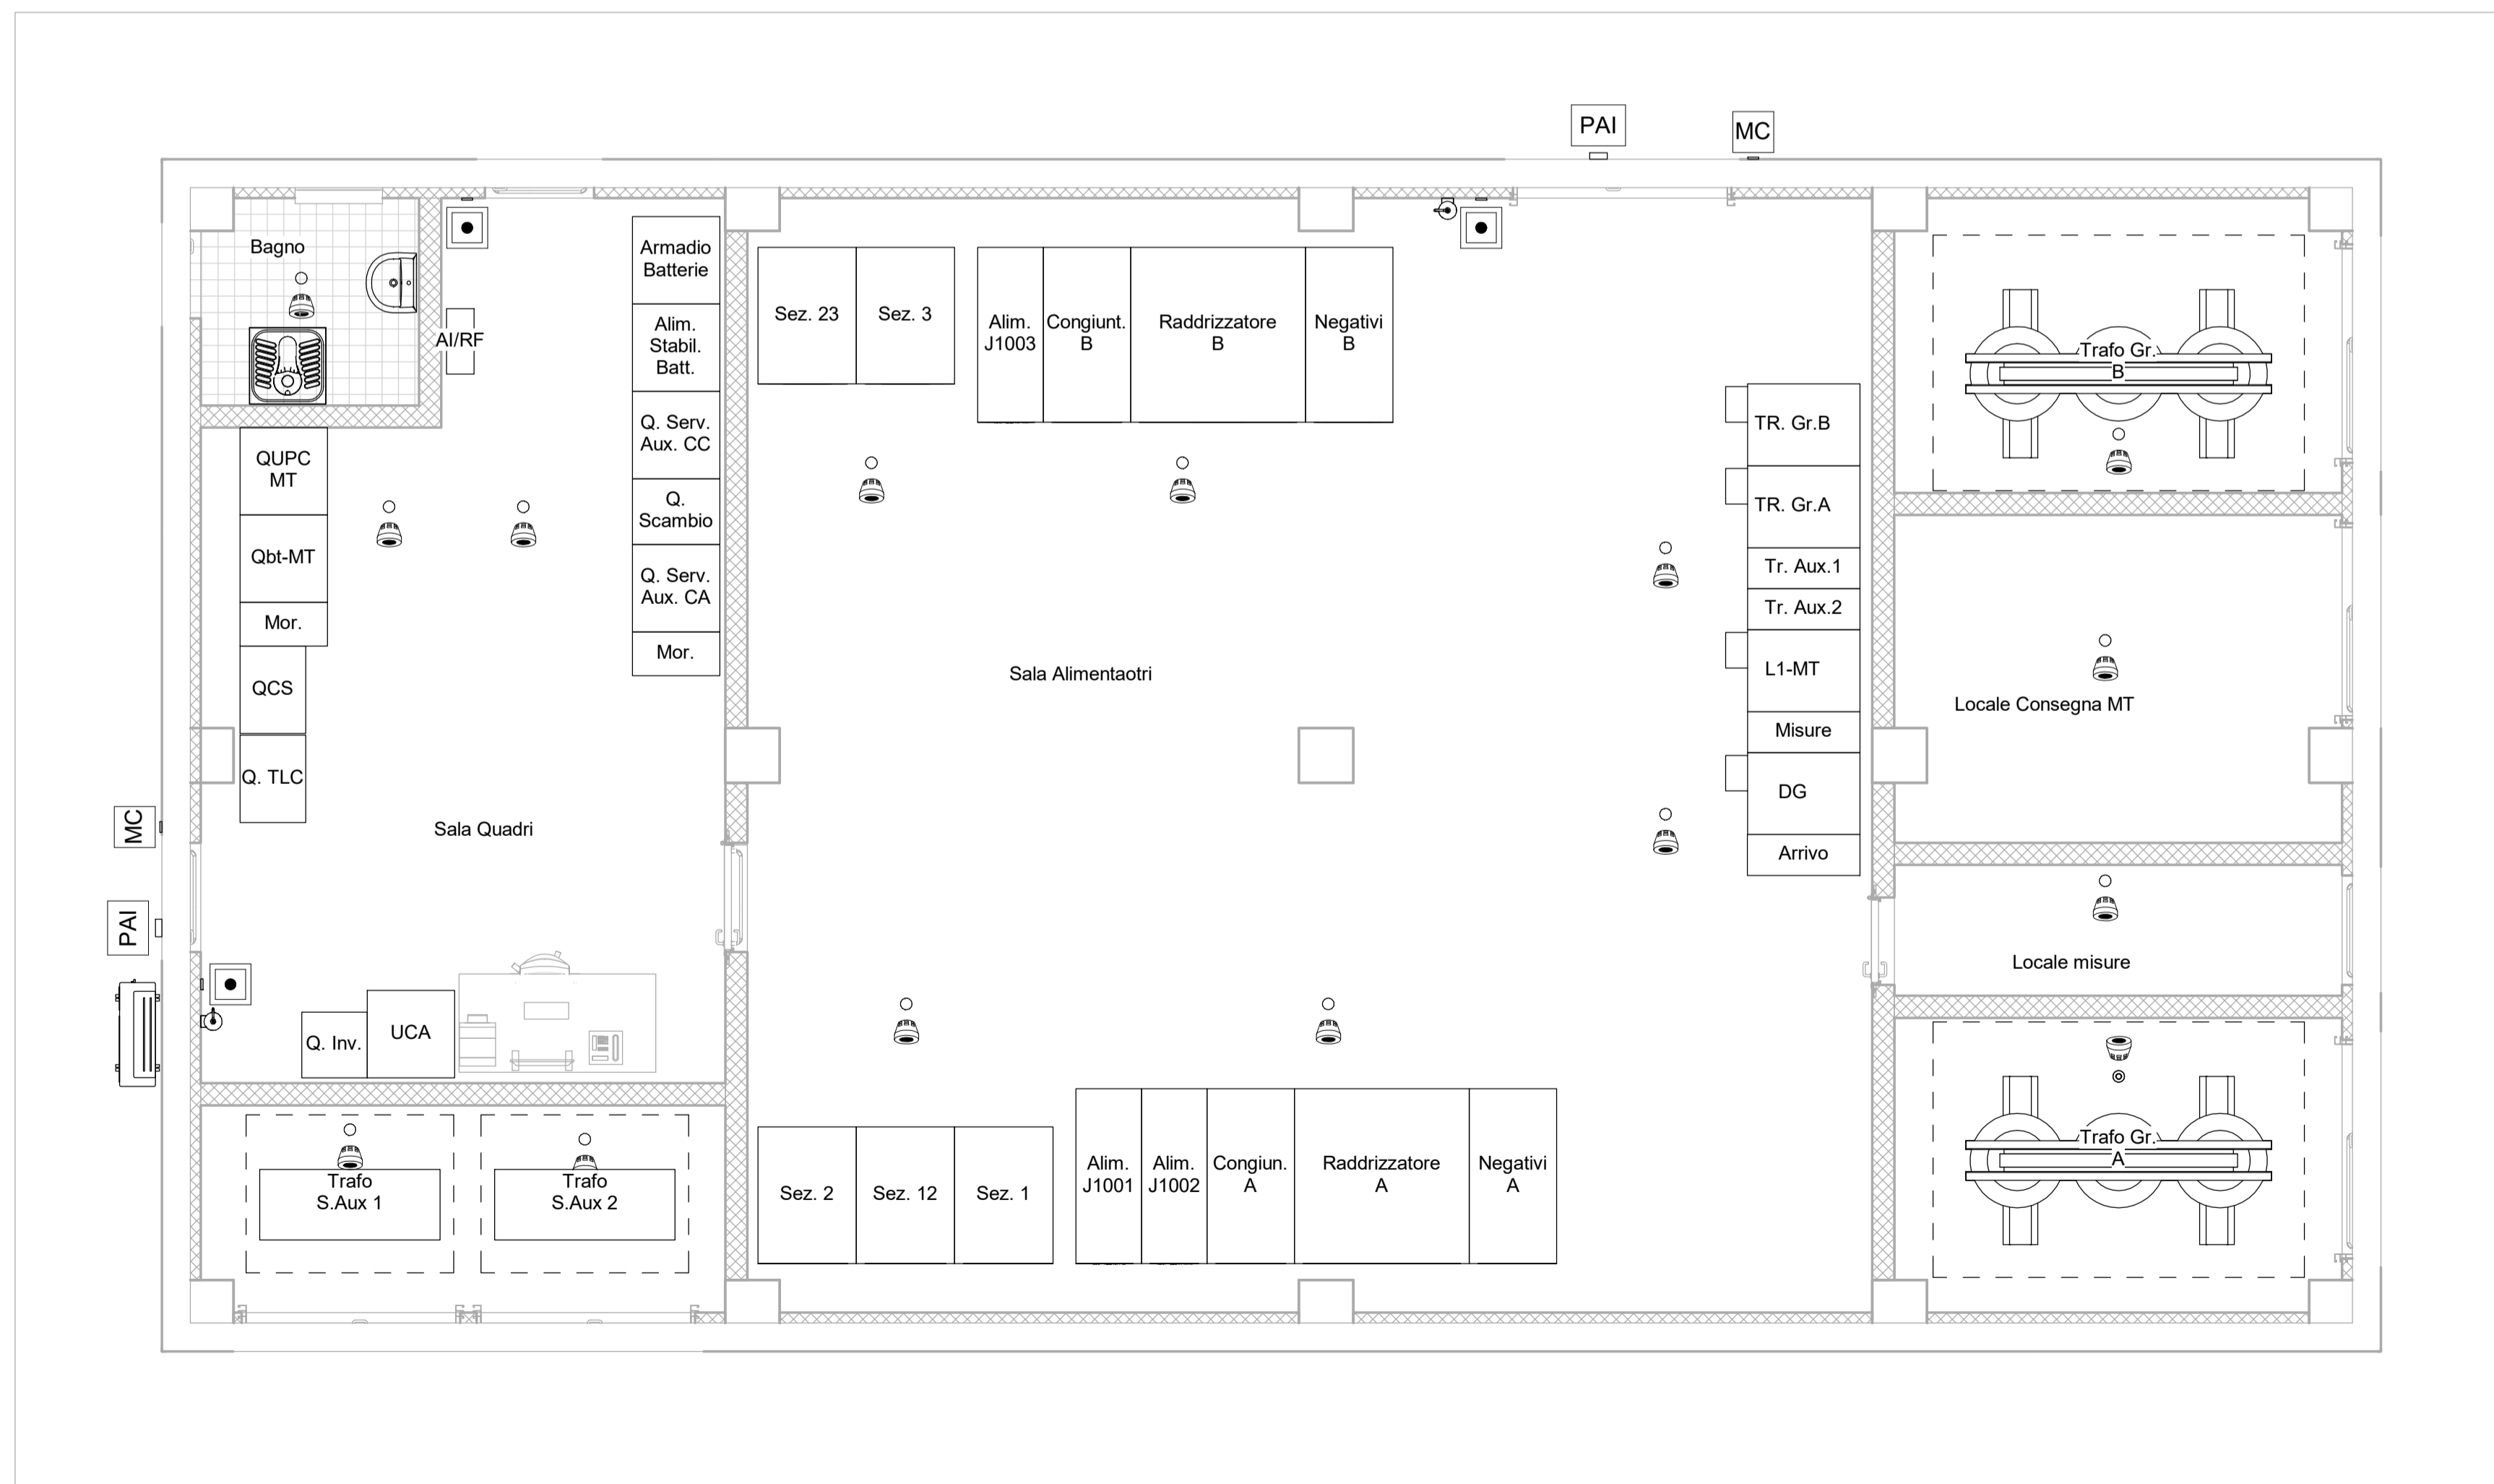 PAI
MC
Bagno
AI/RF
Armadio
Batterie
Alim.
Stabil.
Batt.
Q. Serv.
Aux. CC
Q.
Scambio
Q. Serv.
Aux. CA
Mor.
QUPC
MT
Qbt-MT
Mor.
QCS
Q. TLC
Sala Quadri
MC
PAI
Q. Inv.
UCA
Trafo
S.Aux 1
Trafo
S.Aux 2
Sez. 23
Sez. 3
Alim.
J1003
Congiunt.
B
Raddrizzatore
B
Negativi
B
Sala Alimentaotri
TR. Gr.B
TR. Gr.A
Tr. Aux.1
Tr. Aux.2
L1-MT
Misure
DG
Arrivo
Sez. 2
Sez. 12
Sez. 1
Alim.
J1001
Alim.
J1002
Congiun.
A
Raddrizzatore
A
Negativi
A
Trafo Gr.
B
Locale Consegna MT
Locale misure
Trafo Gr.
A